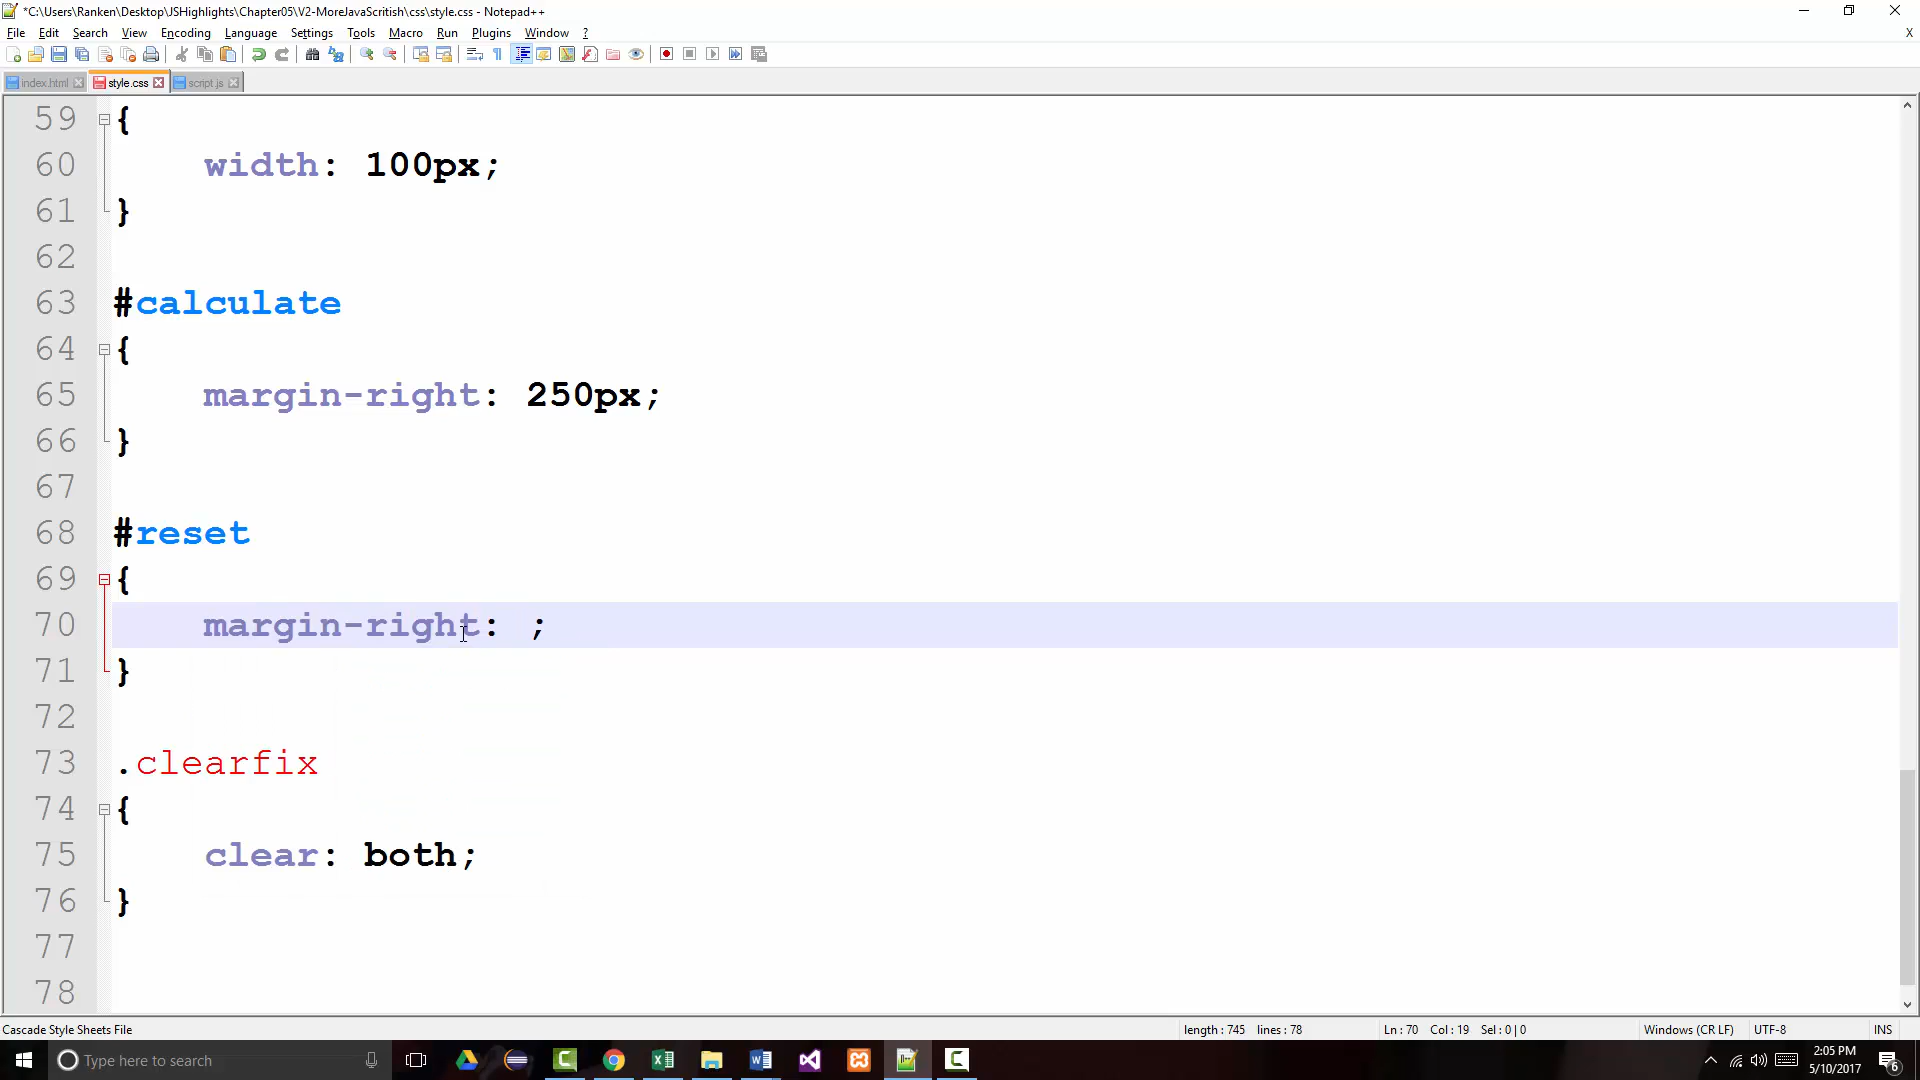 *C:\Users\Ranken\Desktop\JSHighlights\Chapter05\V2-MoreJavaScritish\css\style.css - Notepad++
File Edit Search View Encoding Language Settings Tools Macro Run Plugins Window ? X
index.html style.css script.js
59 {
60 width: 100px;
61 }
62
63 #calculate
64 {
65 margin-right: 250px;
66 }
67
68 #reset
69 {
70 margin-right: ;
71 }
72
73 .clearfix
74 {
75 clear: both;
76 }
77
78
Cascade Style Sheets File length : 745 lines : 78 Ln : 70 Col : 19 Sel : 0 | 0 Windows (CR LF) UTF-8 INS
Type here to search 2:05 PM
5/10/2017 6